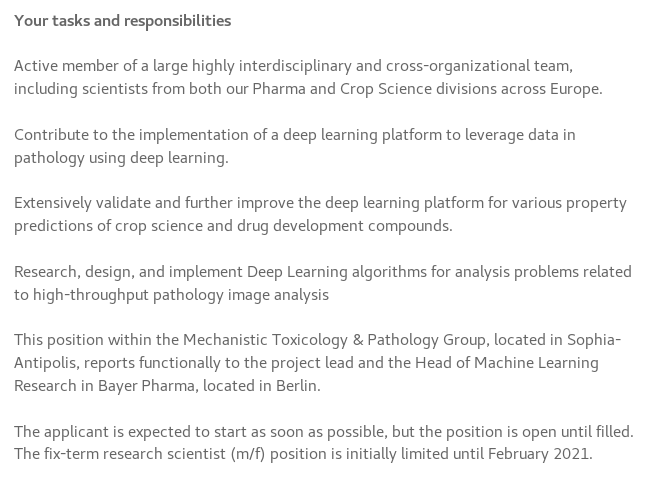 Your tasks and responsibilities
Active member of a large highly interdisciplinary and cross-organizational team,
including scientists from both our Pharma and Crop Science divisions across Europe.
Contribute to the implementation of a deep learning platform to leverage data in
pathology using deep learning.
Extensively validate and further improve the deep learning platform for various property
predictions of crop science and drug development compounds.
Research, design, and implement Deep Learning algorithms for analysis problems related
to high-throughput pathology image analysis
This position within the Mechanistic Toxicology & Pathology Group, located in Sophia-
Antipolis, reports functionally to the project lead and the Head of Machine Learning
Research in Bayer Pharma, located in Berlin.
The applicant is expected to start as soon as possible, but the position is open until filled.
The fix-term research scientist (m/f) position is initially limited until February 2021.